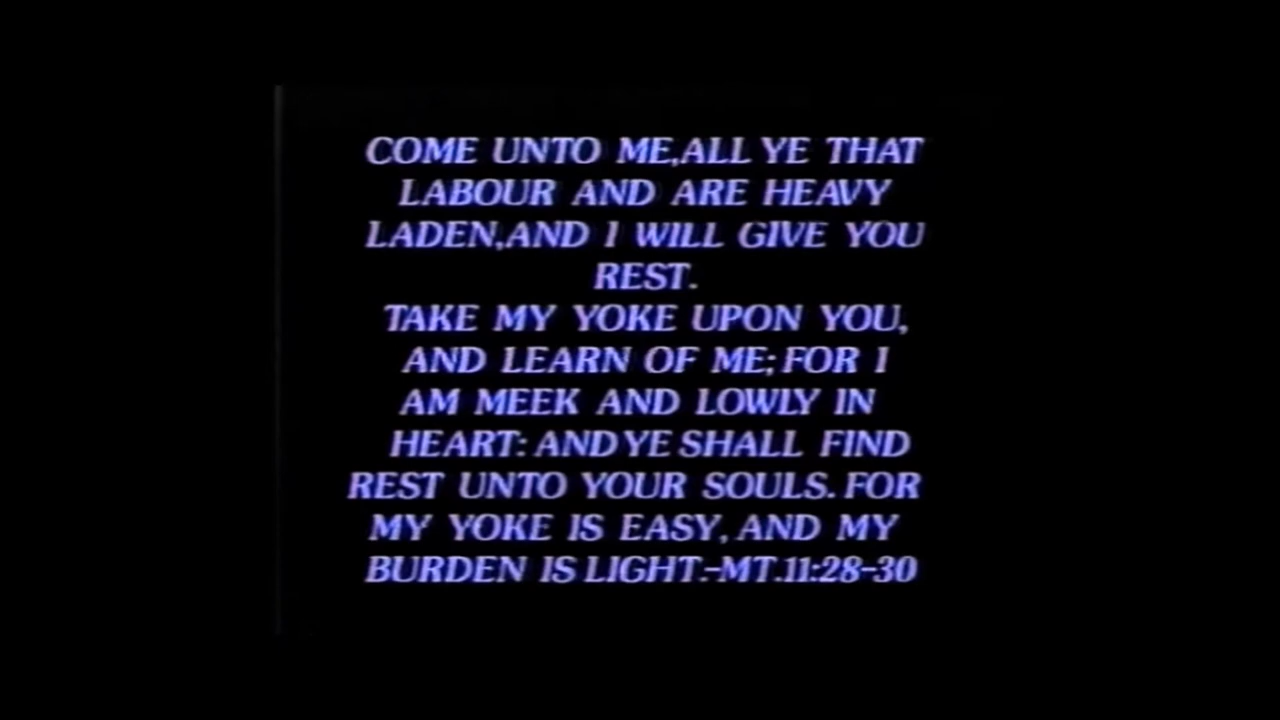 COME UNTO ME,ALL YE THAT
LABOUR AND ARE HEAVY
LADEN,AND I WILL GIVE YOU
REST.
TAKE MY YOKE UPON YOU,
AND LEARN OF ME; FOR I
AM MEEK AND LOWLY IN
HEART: AND YE SHALL FIND
REST UNTO YOUR SOULS. FOR
MY YOKE IS EASY, AND MY
BURDEN IS LIGHT.-MT.11:28-30